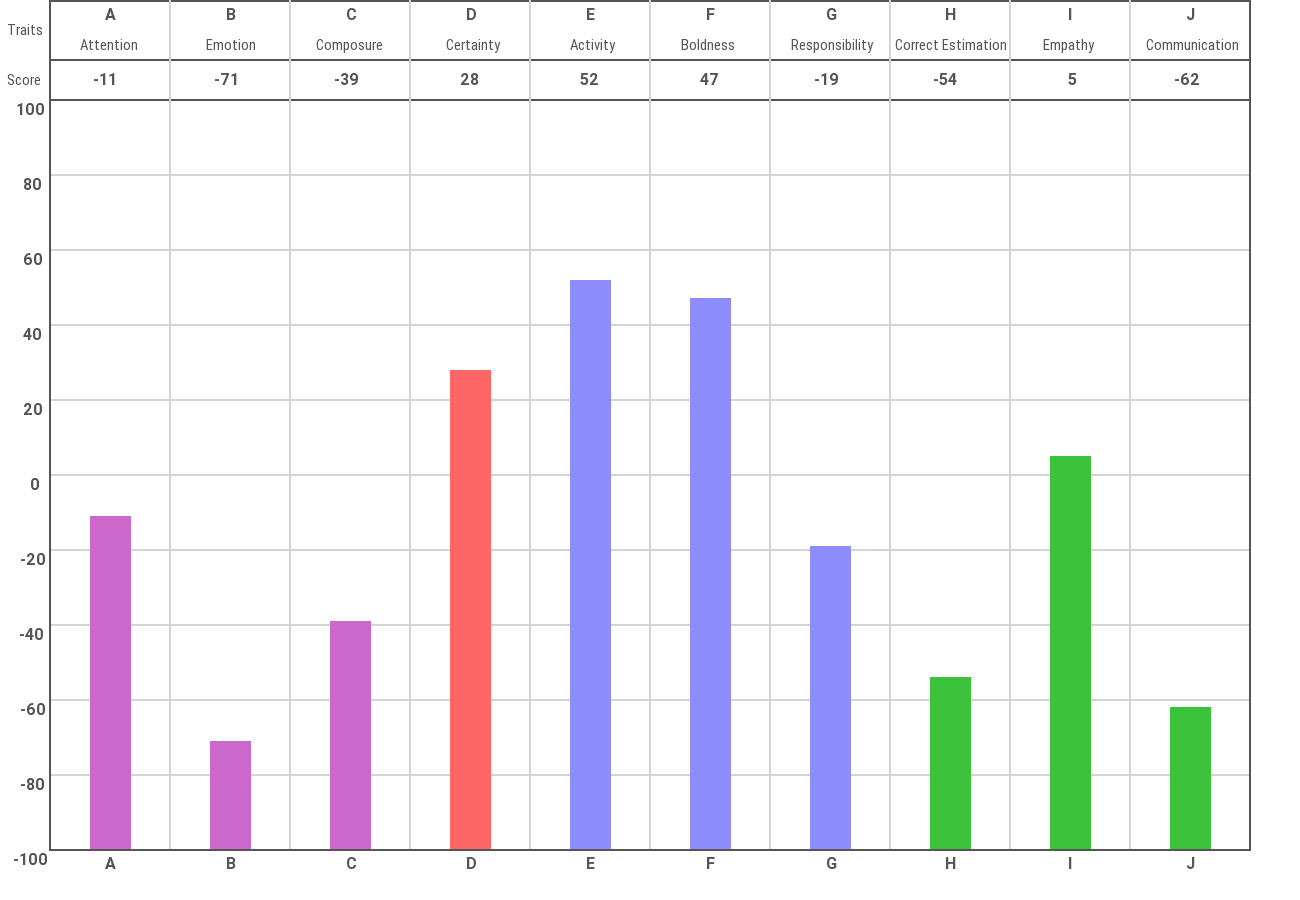 A B C D E F G H I J
Traits
Attention Emotion Composure Certainty Activity Boldness Responsibility Correct Estimation Empathy Communication
Score -11 -71 -39 28 52 47 -19 -54 5 -62
100
80
60
40
20
0
-20
-40
-60
-80
-100
A B C D E F G H I J